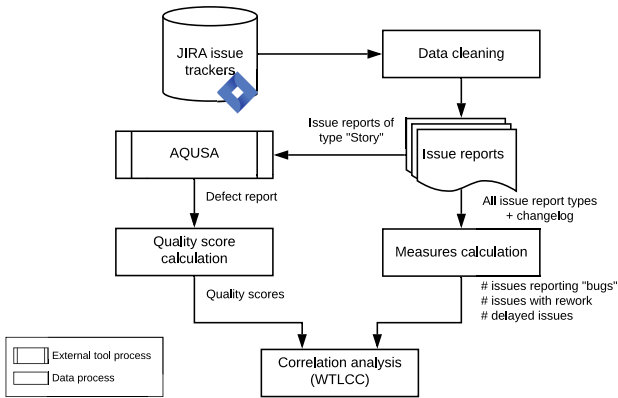 JIRA issue
trackers
Data cleaning
Issue reports of
type "Story"
Issue reports
AQUSA
Defect report
All issue report types
+ changelog
Quality score
calculation
Measures calculation
Quality scores
# issues reporting "bugs"
# issues with rework
# delayed issues
Correlation analysis
(WTLCC)
External tool process
Data process